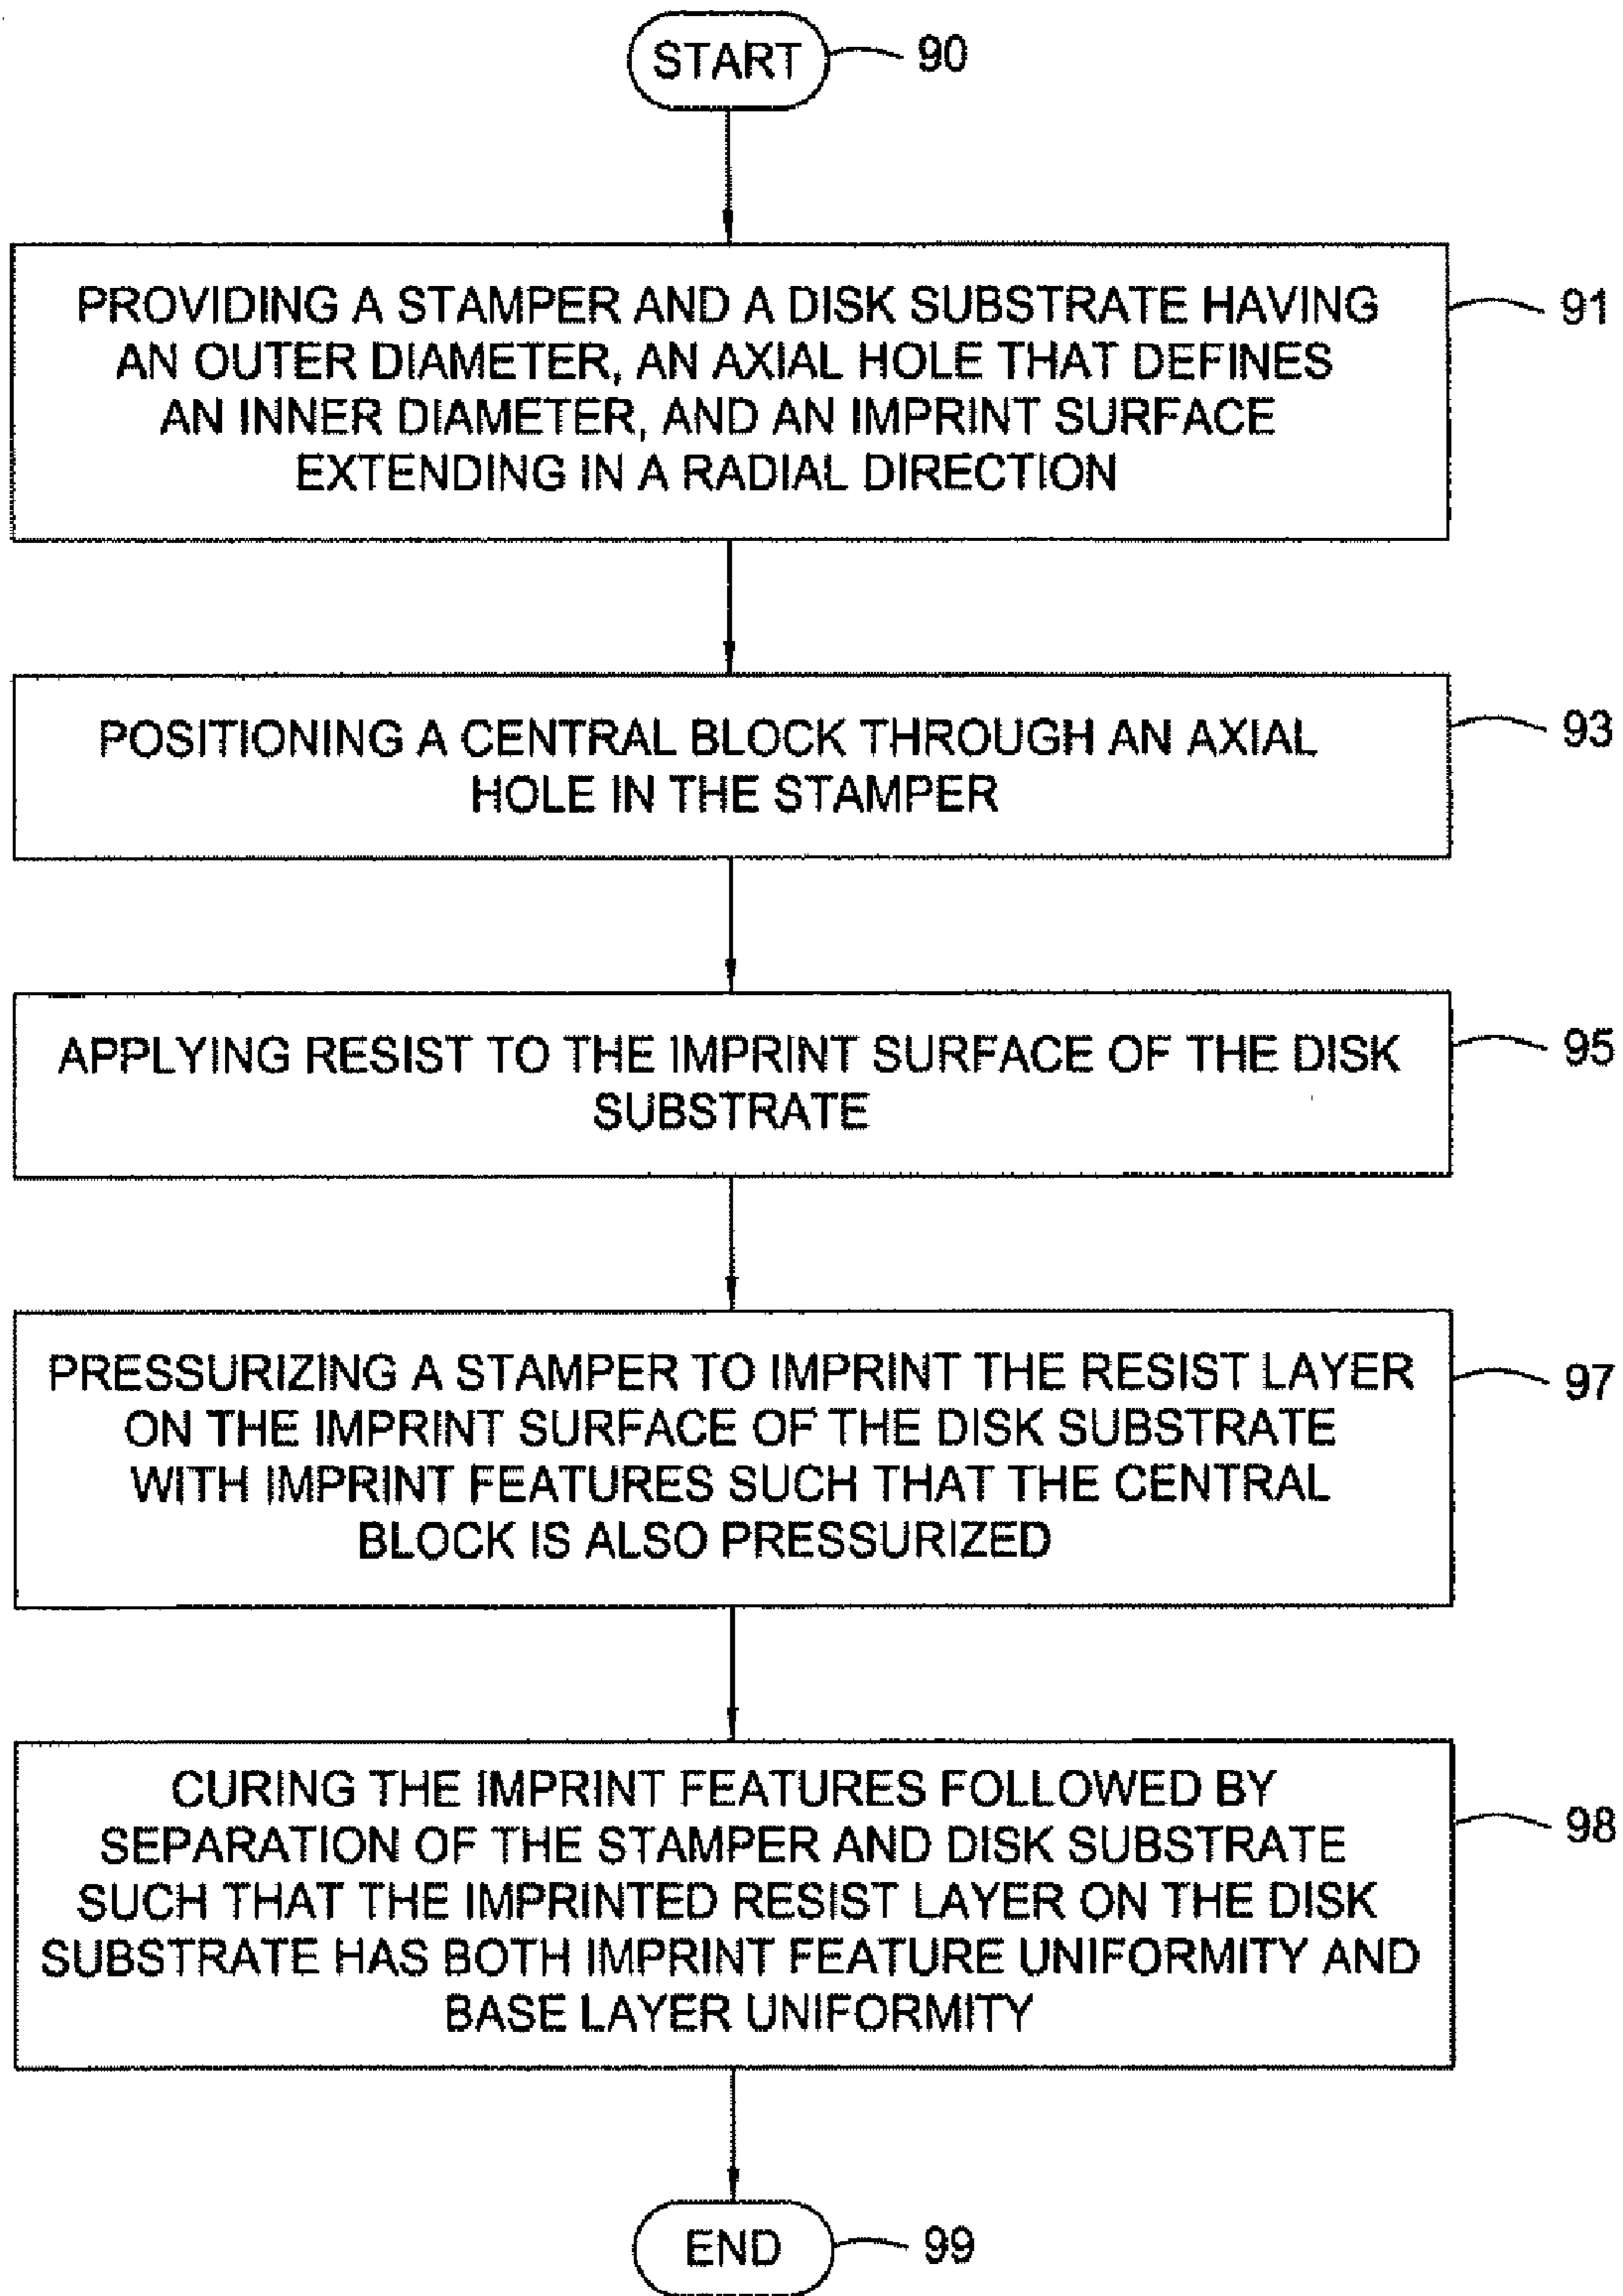 START
90
PROVIDING A STAMPER AND A DISK SUBSTRATE HAVING
AN OUTER DIAMETER, AN AXIAL HOLE THAT DEFINES
AN INNER DIAMETER, AND AN IMPRINT SURFACE
EXTENDING IN A RADIAL DIRECTION
91
POSITIONING A CENTRAL BLOCK THROUGH AN AXIAL
HOLE IN THE STAMPER
93
APPLYING RESIST TO THE IMPRINT SURFACE OF THE DISK
SUBSTRATE
95
PRESSURIZING A STAMPER TO IMPRINT THE RESIST LAYER
ON THE IMPRINT SURFACE OF THE DISK SUBSTRATE
WITH IMPRINT FEATURES SUCH THAT THE CENTRAL
BLOCK IS ALSO PRESSURIZED
97
CURING THE IMPRINT FEATURES FOLLOWED BY
SEPARATION OF THE STAMPER AND DISK SUBSTRATE
SUCH THAT THE IMPRINTED RESIST LAYER ON THE DISK
SUBSTRATE HAS BOTH IMPRINT FEATURE UNIFORMITY AND
BASE LAYER UNIFORMITY
98
END
99